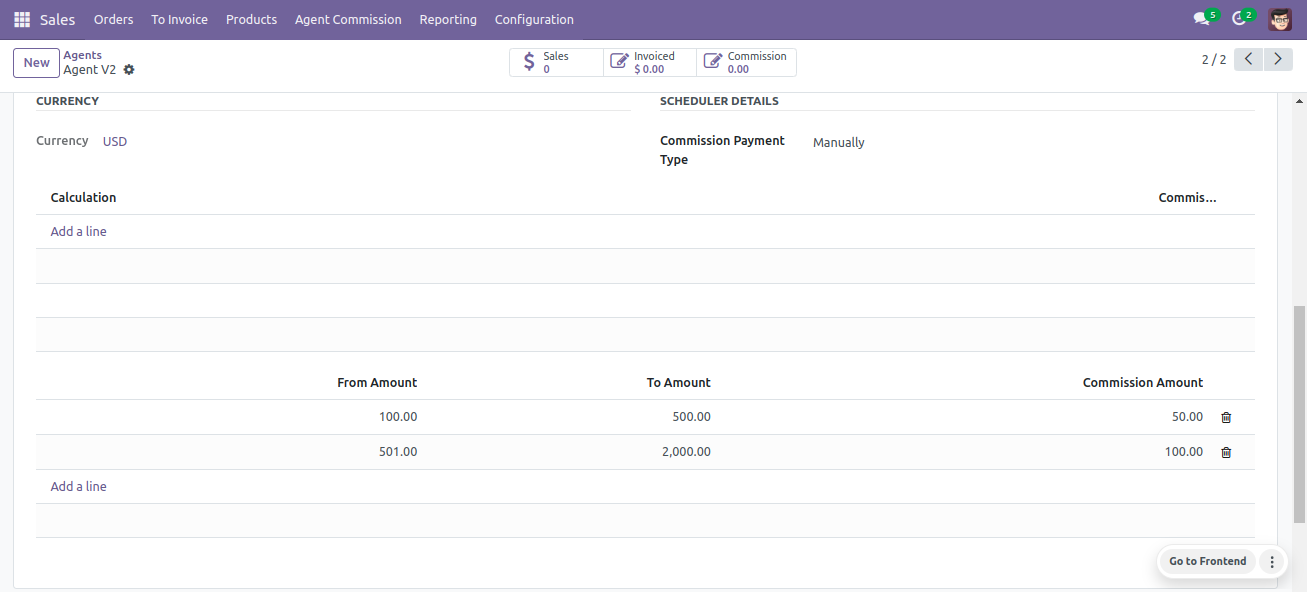 Sales Orders To Invoice Products Agent Commission Reporting Configuration 5 2
New Agents Sales Invoiced Commission
Agent V2 0 $ 0.00 0.00 2 / 2
CURRENCY SCHEDULER DETAILS
Currency USD Commission Payment Type Manually
Calculation Commis...
Add a line
From Amount To Amount Commission Amount
100.00 500.00 50.00
501.00 2,000.00 100.00
Add a line
Go to Frontend